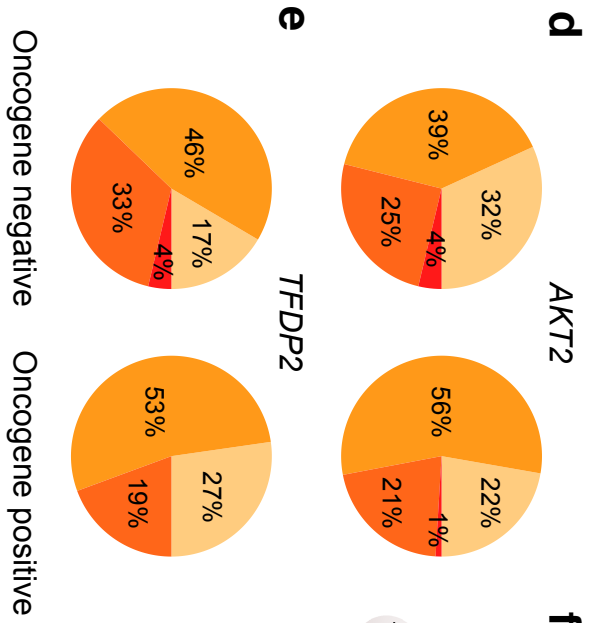 d
AKT2
39%
32%
25%
4%
56%
22%
21%
1%
e
TFDP2
46%
17%
33%
4%
53%
27%
19%
Oncogene negative
Oncogene positive
f